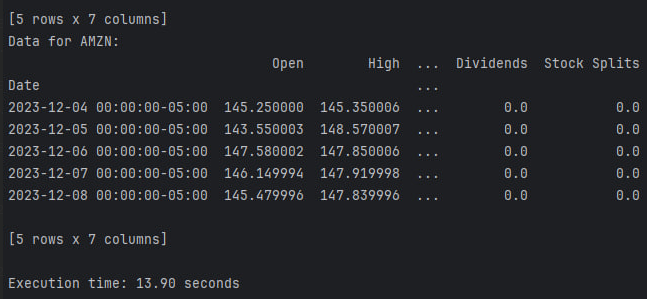 [5 rows x 7 columns]
Data for AMZN:
                                 Open        High  ...  Dividends  Stock Splits
Date                                               ...
2023-12-04 00:00:00-05:00  145.250000  145.350006  ...        0.0           0.0
2023-12-05 00:00:00-05:00  143.550003  148.570007  ...        0.0           0.0
2023-12-06 00:00:00-05:00  147.580002  147.850006  ...        0.0           0.0
2023-12-07 00:00:00-05:00  146.149994  147.919998  ...        0.0           0.0
2023-12-08 00:00:00-05:00  145.479996  147.839996  ...        0.0           0.0
[5 rows x 7 columns]
Execution time: 13.90 seconds